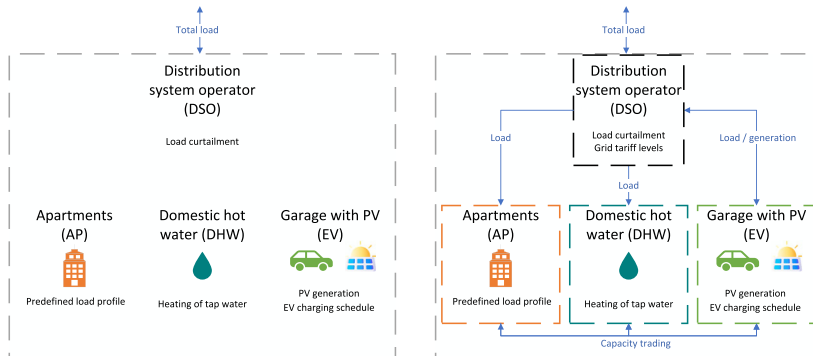 Total load
Distribution
system operator
(DSO)
Load curtailment
Apartments
(AP)
Predefined load profile
Domestic hot
water (DHW)
Heating of tap water
Garage with PV
(EV)
PV generation
EV charging schedule
Total load
Distribution
system operator
(DSO)
Load curtailment
Grid tariff levels
Load
Load
Load / generation
Apartments
(AP)
Predefined load profile
Domestic hot
water (DHW)
Heating of tap water
Garage with PV
(EV)
PV generation
EV charging schedule
Capacity trading